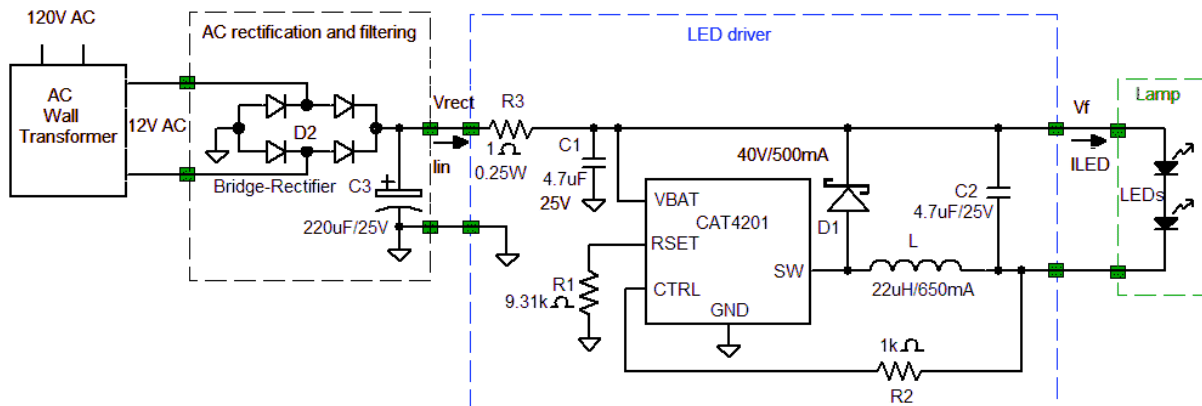 120V AC
AC
Wall
Transformer
12V AC
AC rectification and filtering
D2
Bridge-Rectifier
C3
+
220uF/25V
Vrect
Iin
LED driver
R3
1Ω
0.25W
C1
4.7uF
25V
40V/500mA
D1
VBAT
CAT4201
RSET
SW
CTRL
GND
R1
9.31kΩ
L
22uH/650mA
C2
4.7uF/25V
1kΩ
R2
Vf
ILED
Lamp
LEDs